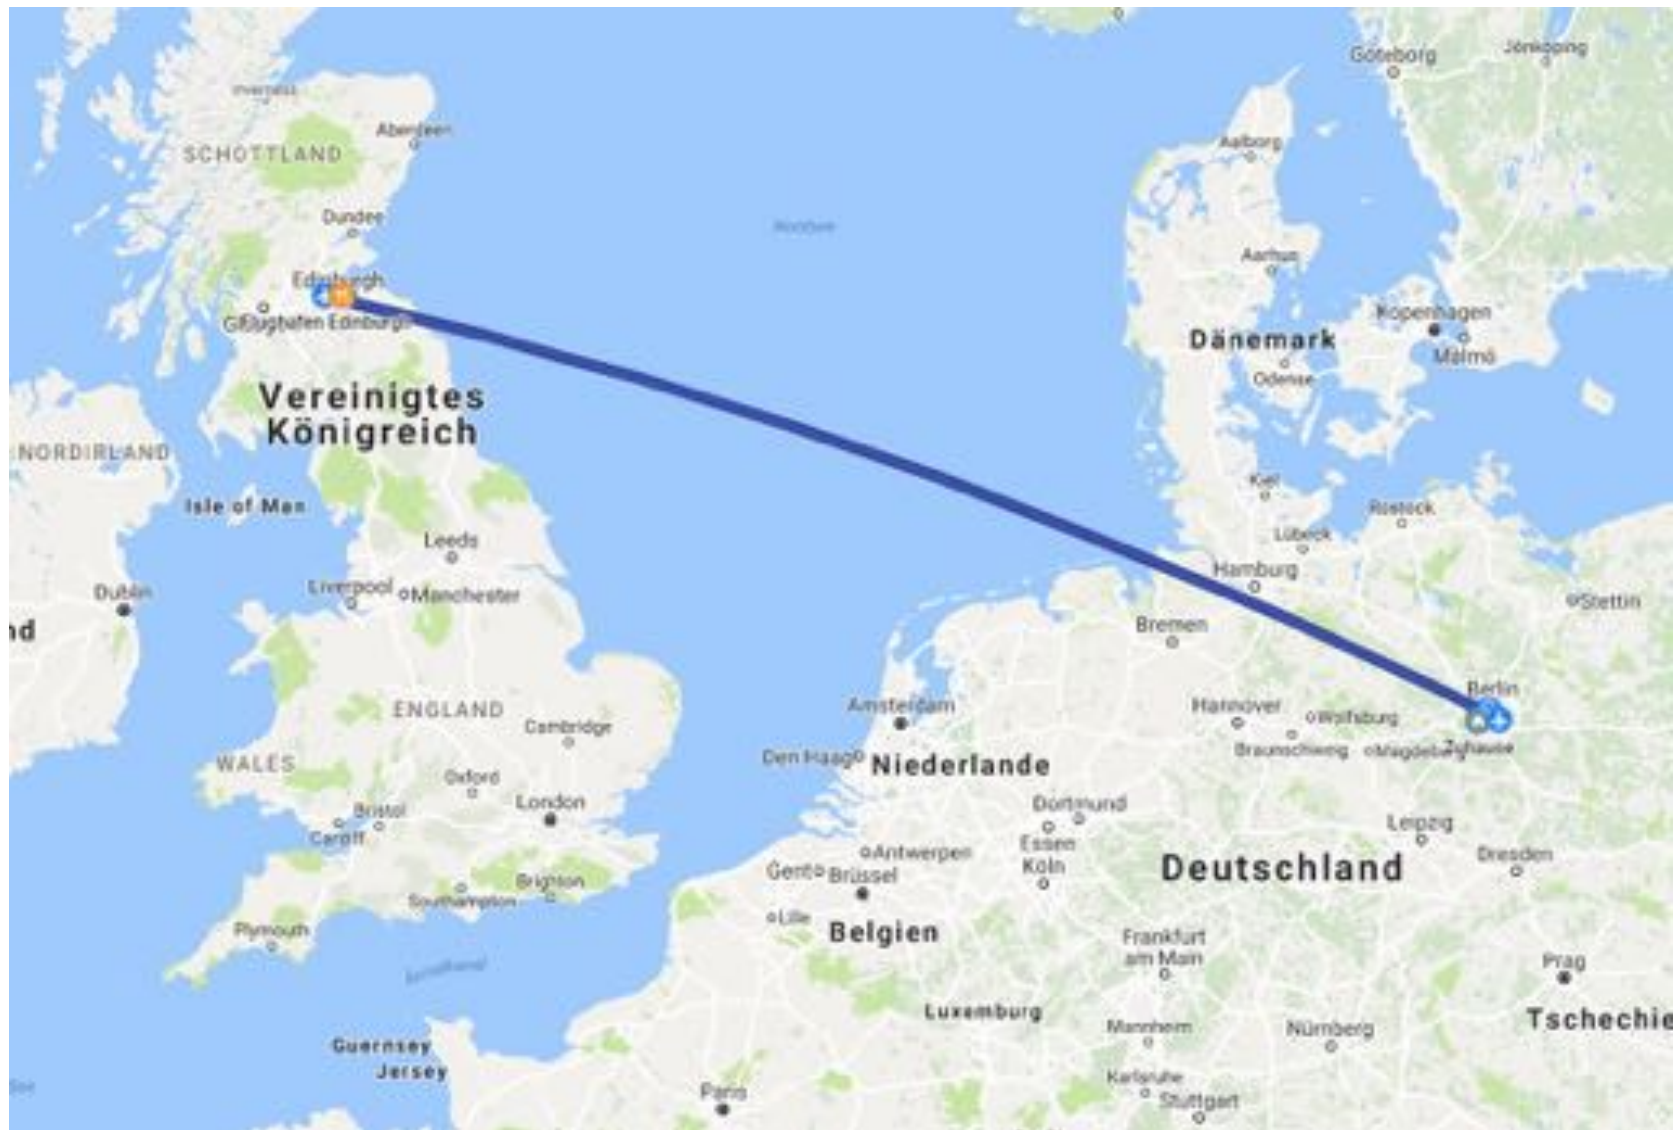 Göteborg
Jönköping
Inverness
Aberdeen
SCHOTTLAND
Aalborg
Dundee
Nordsee
Aarhus
Edinburgh
Kopenhagen
Flughafen Edinburgh
Dänemark
Malmö
Odense
Vereinigtes
Königreich
NORDIRLAND
Kiel
Isle of Man
Rostock
Lübeck
Leeds
Hamburg
Liverpool
Manchester
Dublin
Stettin
Bremen
nd
Berlin
Amsterdam
Hannover
ENGLAND
Wolfsburg
Cambridge
Braunschweig
Magdeburg
Zuhause
Den Haag
WALES
Niederlande
Oxford
London
Dortmund
Bristol
Leipzig
Cardiff
Essen
Antwerpen
Dresden
Köln
Deutschland
Gent
Brüssel
Brighton
Southampton
Lille
Plymouth
Belgien
Frankfurt
am Main
Prag
Luxemburg
Tschechie
Mannheim
Nürnberg
Guernsey
Jersey
Karlsruhe
Paris
Stuttgart